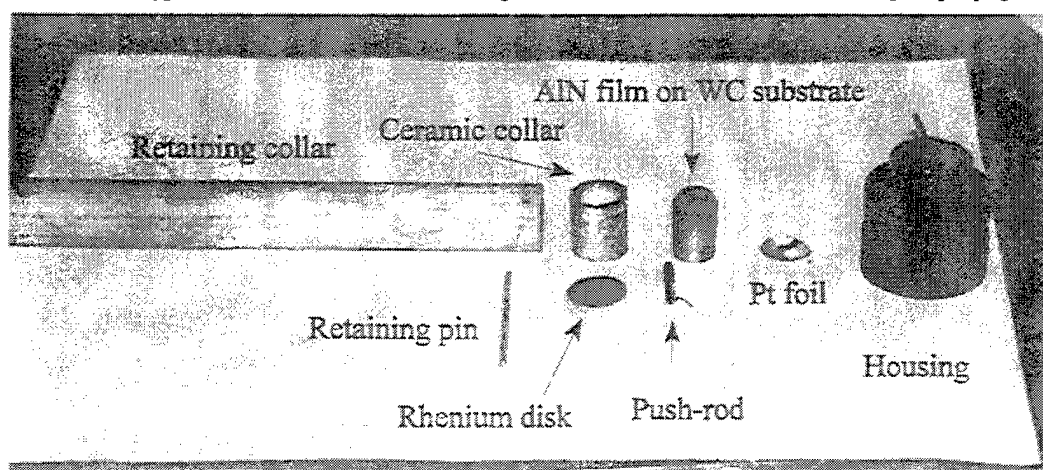 AlN film on WC substrate
Ceramic collar
Retaining collar
Pt foil
Retaining pin
Housing
Rhenium disk
Push-rod